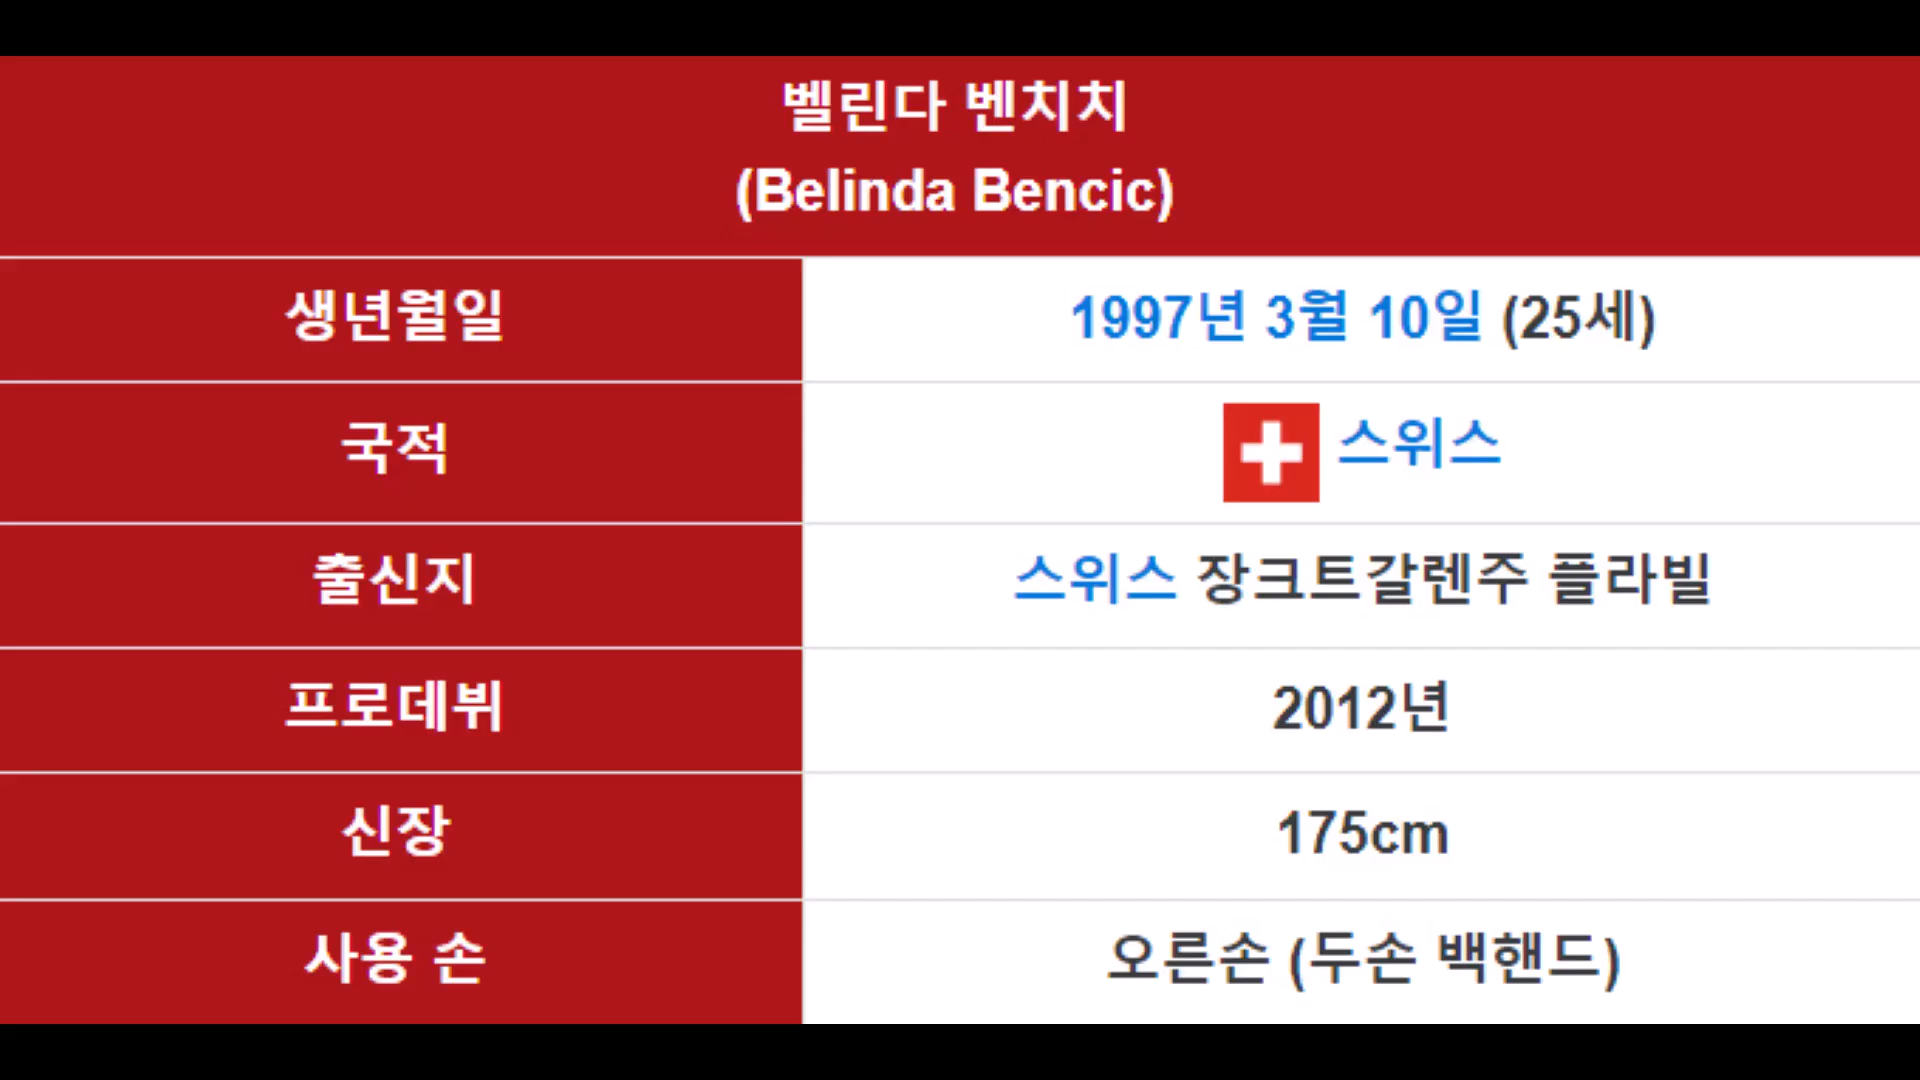 벨린다 벤치치
(Belinda Bencic)
생년월일 1997년 3월 10일 (25세)
국적 스위스
출신지 스위스 장크트갈렌주 플라빌
프로데뷔 2012년
신장 175cm
사용 손 오른손 (두손 백핸드)